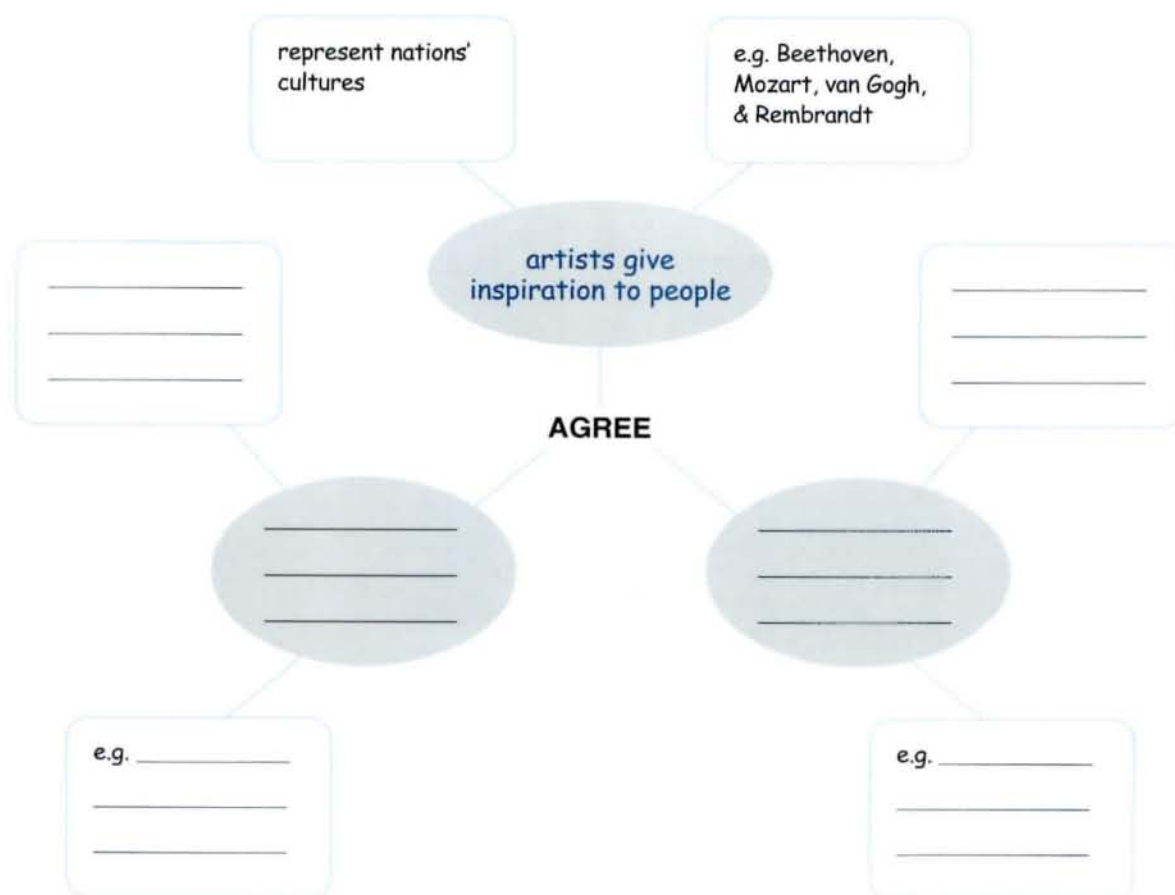 represent nations'
cultures
e.g. Beethoven,
Mozart, van Gogh,
& Rembrandt
artists give
inspiration to people
AGREE
e.g.
e.g.